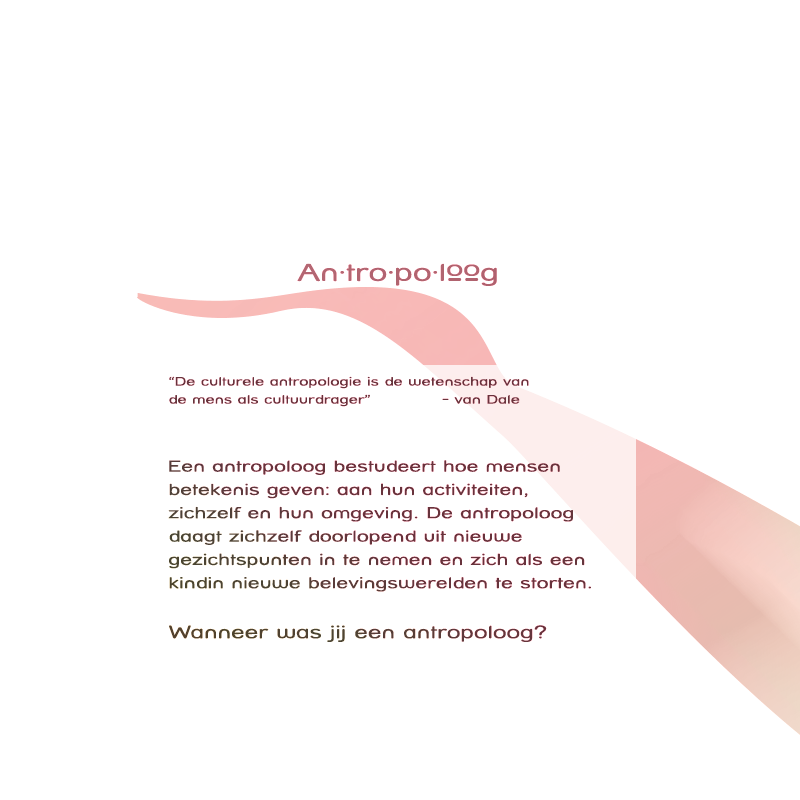 An·tro·po·loog
“De culturele antropologie is de wetenschap van
de mens als cultuurdrager” - van Dale
Een antropoloog bestudeert hoe mensen
betekenis geven: aan hun activiteiten,
zichzelf en hun omgeving. De antropoloog
daagt zichzelf doorlopend uit nieuwe
gezichtspunten in te nemen en zich als een
kindin nieuwe belevingswerelden te storten.
Wanneer was jij een antropoloog?